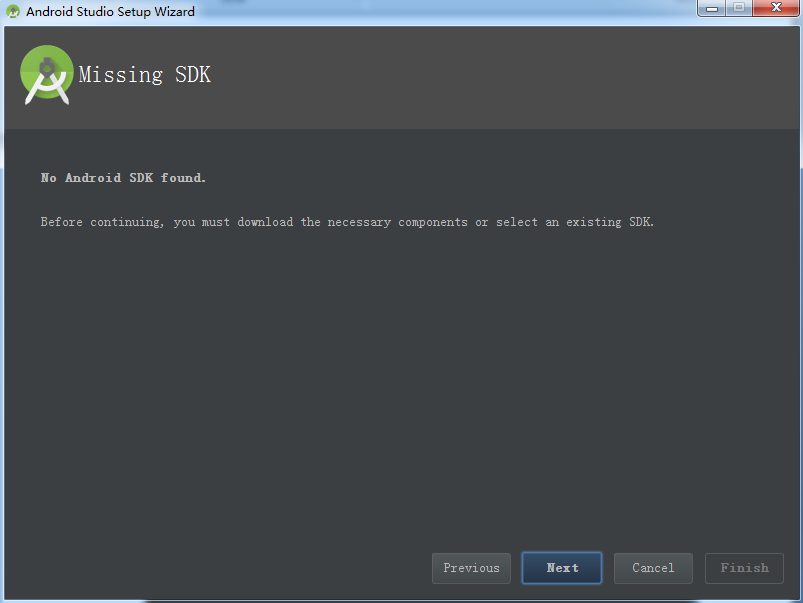 Android Studio Setup Wizard
Missing SDK
No Android SDK found.
Before continuing, you must download the necessary components or select an existing SDK.
Previous
Next
Cancel
Finish